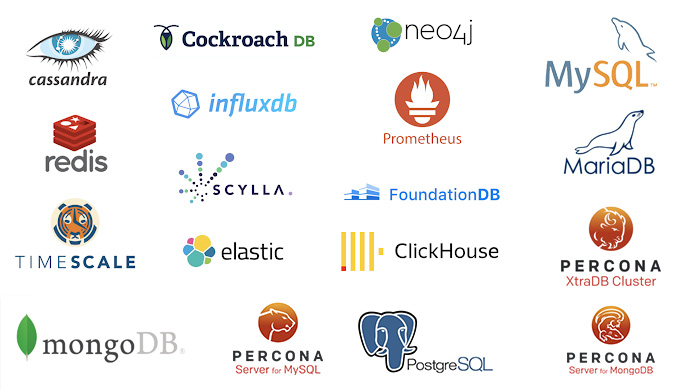 cassandra
Cockroach DB
neo4j
MySQL™
influxdb
Prometheus
redis
MariaDB
SCYLLA.
FoundationDB
TIMESCALE
elastic
ClickHouse
PERCONA
XtraDB Cluster
mongoDB®
PERCONA
Server for MySQL
PostgreSQL
PERCONA
Server for MongoDB